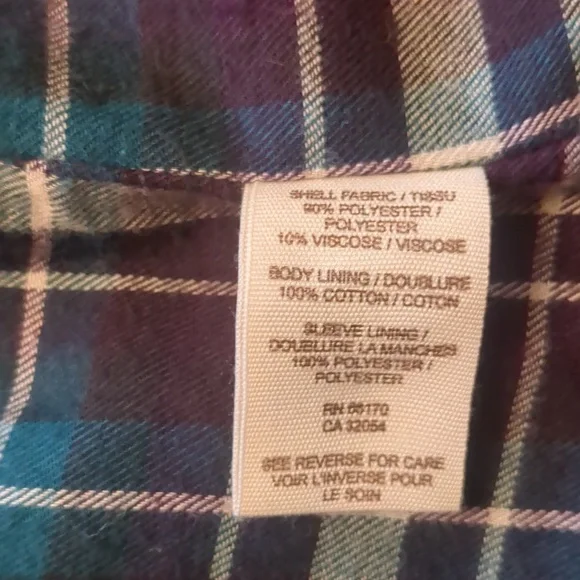 SHELL FABRIC / TISSU
90% POLYESTER /
POLYESTER
10% VISCOSE / VISCOSE
BODY LINING / DOUBLURE
100% COTTON / COTON
SLEEVE LINING /
DOUBLURE LA MANCHES
100% POLYESTER /
POLYESTER
RN 66170
CA 32054
SEE REVERSE FOR CARE
VOIR L'INVERSE POUR
LE SOIN